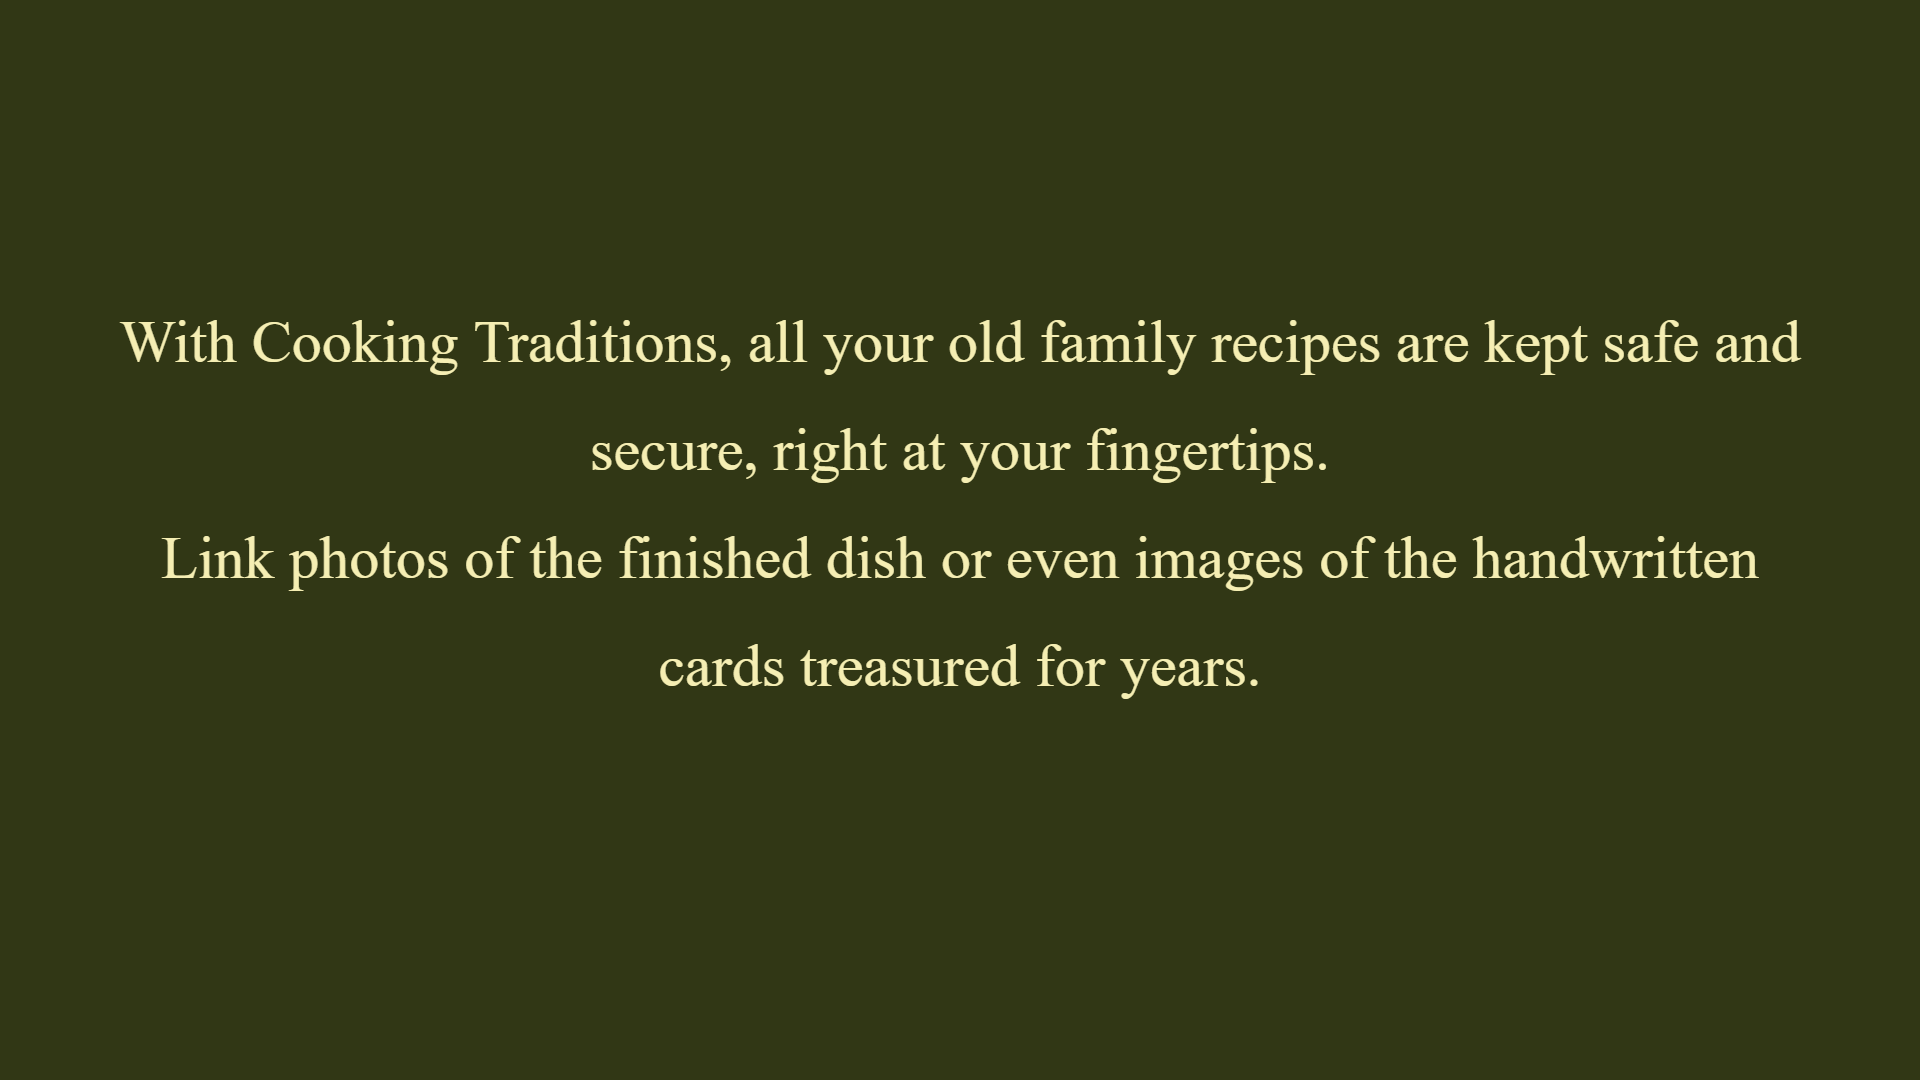 With Cooking Traditions, all your old family recipes are kept safe and
secure, right at your fingertips.
Link photos of the finished dish or even images of the handwritten
cards treasured for years.